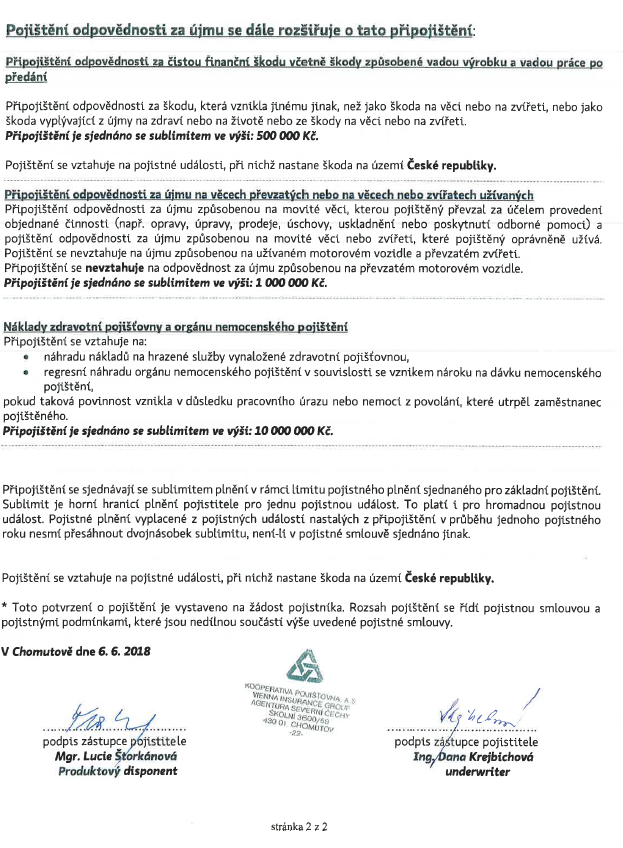 Pojištění odpovědnosti za újmu se dále rozšiřuje o tato připojištění:
Připojištění odpovědnosti za čistou finanční škodu včetně škody způsobené vadou výrobku a vadou práce po
předání
Připojištění odpovědnosti za škodu, která vznikla jinému jinak, než jako škoda na věci nebo na zvířeti, nebo jako
škoda vyplývající z újmy na zdraví nebo na životě nebo ze škody na věci nebo na zvířeti.
Připojištění je sjednáno se sublimitem ve výši: 500 000 Kč.
Pojištění se vztahuje na pojistné události, při nichž nastane škoda na území České republiky.
Připojištění odpovědnosti za újmu na věcech převzatých nebo na věcech nebo zvířatech užívaných
Připojištění odpovědnosti za újmu způsobenou na movité věci, kterou pojištěný převzal za účelem provedení
objednané činnosti (např. opravy, úpravy, prodeje, úschovy, uskladnění nebo poskytnutí odborné pomoci) a
pojištění odpovědnosti za újmu způsobenou na movité věci nebo zvířeti, které pojištěný oprávněně užívá.
Pojištění se nevztahuje na újmu způsobenou na užívaném motorovém vozidle a převzatém zvířeti.
Připojištění se nevztahuje na odpovědnost za újmu způsobenou na převzatém motorovém vozidle.
Připojištění je sjednáno se sublimitem ve výši: 1 000 000 Kč.
Náklady zdravotní pojišťovny a orgánu nemocenského pojištění
Připojištění se vztahuje na:
• náhradu nákladů na hrazené služby vynaložené zdravotní pojišťovnou,
• regresní náhradu orgánu nemocenského pojištění v souvislosti se vznikem nároku na dávku nemocenského
pojištění,
pokud taková povinnost vznikla v důsledku pracovního úrazu nebo nemoci z povolání, které utrpěl zaměstnanec
pojištěného.
Připojištění je sjednáno se sublimitem ve výši: 10 000 000 Kč.
Připojištění se sjednávají se sublimitem plnění v rámci limitu pojistného plnění sjednaného pro základní pojištění.
Sublimit je horní hranicí plnění pojistitele pro jednu pojistnou událost. To platí i pro hromadnou pojistnou
událost. Pojistné plnění vyplacené z pojistných událostí nastalých z připojištění v průběhu jednoho pojistného
roku nesmí přesáhnout dvojnásobek sublimitu, není-li v pojistné smlouvě sjednáno jinak.
Pojištění se vztahuje na pojistné události, při nichž nastane škoda na území České republiky.
* Toto potvrzení o pojištění je vystaveno na žádost pojistníka. Rozsah pojištění se řídí pojistnou smlouvou a
pojistnými podmínkami, které jsou nedílnou součástí výše uvedené pojistné smlouvy.
V Chomutově dne 6. 6. 2018
KOOPERATIVA POJIŠŤOVNA, A.S.
VIENNA INSURANCE GROUP
AGENTURA SEVERNÍ ČECHY
ŠKOLNÍ 3600/59
430 01 CHOMUTOV
-22-
podpis zástupce pojistitele
Mgr. Lucie Štorkánová
Produktový disponent
podpis zástupce pojistitele
Ing. Dana Krejbichová
underwriter
stránka 2 z 2